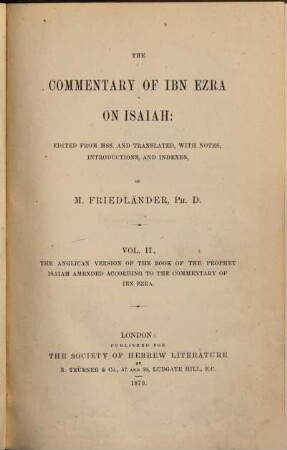 THE
COMMENTARY OF IBN EZRA
ON ISAIAH:
EDITED FROM MSS. AND TRANSLATED, WITH NOTES,
INTRODUCTIONS, AND INDEXES,
BY
M. FRIEDLÄNDER, PH. D.
VOL. II.,
THE ANGLICAN VERSION OF THE BOOK OF THE PROPHET
ISAIAH AMENDED ACCORDING TO THE COMMENTARY OF
IBN EZRA.
LONDON:
PUBLISHED FOR
THE SOCIETY OF HEBREW LITERATURE
BY
N. TRÜBNER & CO., 57 AND 59, LUDGATE HILL, E.C.
1873.